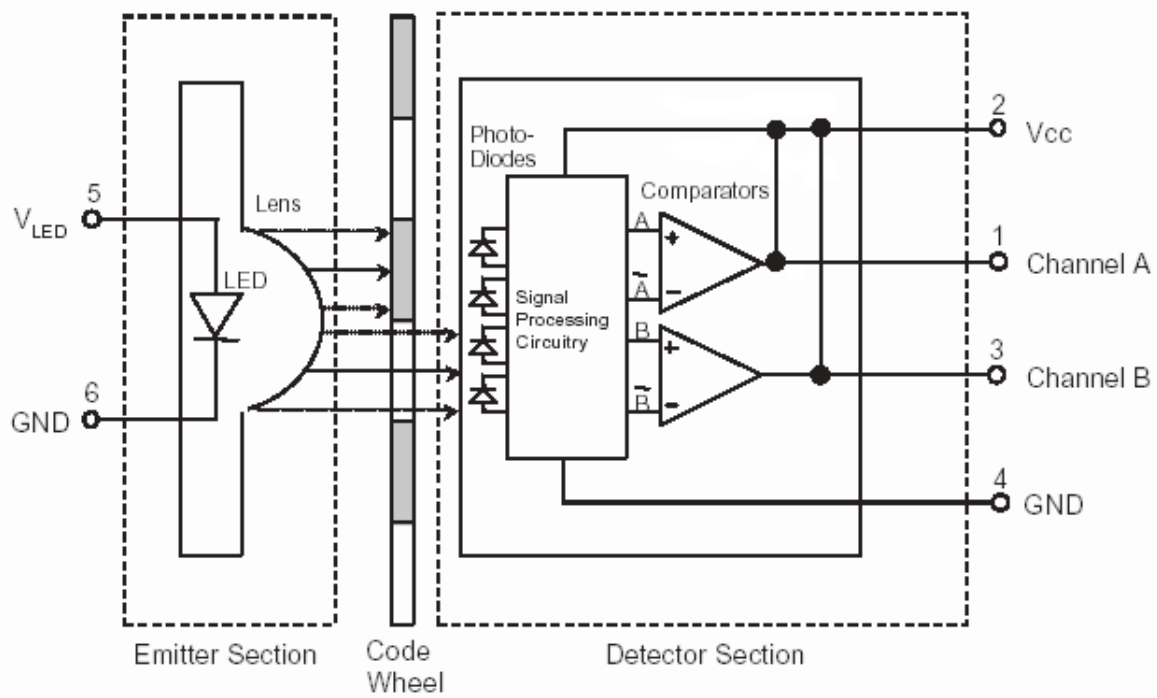 5
V LED
LED
6
GND
Lens
Photo-
Diodes
Signal
Processing
Circuitry
Comparators
A
+
~
A
−
B
+
~
B
−
2
Vcc
1
Channel A
3
Channel B
4
GND
Emitter Section
Code
Wheel
Detector Section